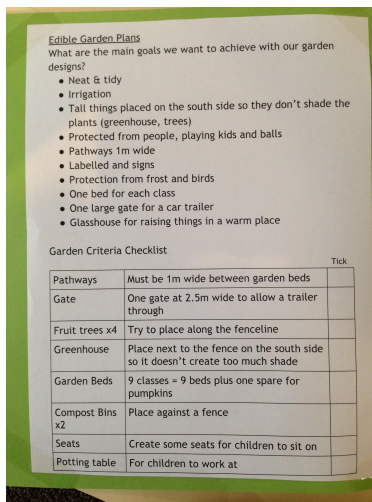 Edible Garden Plans
What are the main goals we want to achieve with our garden
designs?
• Neat & tidy
• Irrigation
• Tall things placed on the south side so they don't shade the
plants (greenhouse, trees)
• Protected from people, playing kids and balls
• Pathways 1m wide
• Labelled and signs
• Protection from frost and birds
• One bed for each class
• One large gate for a car trailer
• Glasshouse for raising things in a warm place
Garden Criteria Checklist
Tick
Pathways Must be 1m wide between garden beds
Gate One gate at 2.5m wide to allow a trailer
through
Fruit trees x4 Try to place along the fenceline
Greenhouse Place next to the fence on the south side
so it doesn't create too much shade
Garden Beds 9 classes = 9 beds plus one spare for
pumpkins
Compost Bins Place against a fence
x2
Seats Create some seats for children to sit on
Potting table For children to work at